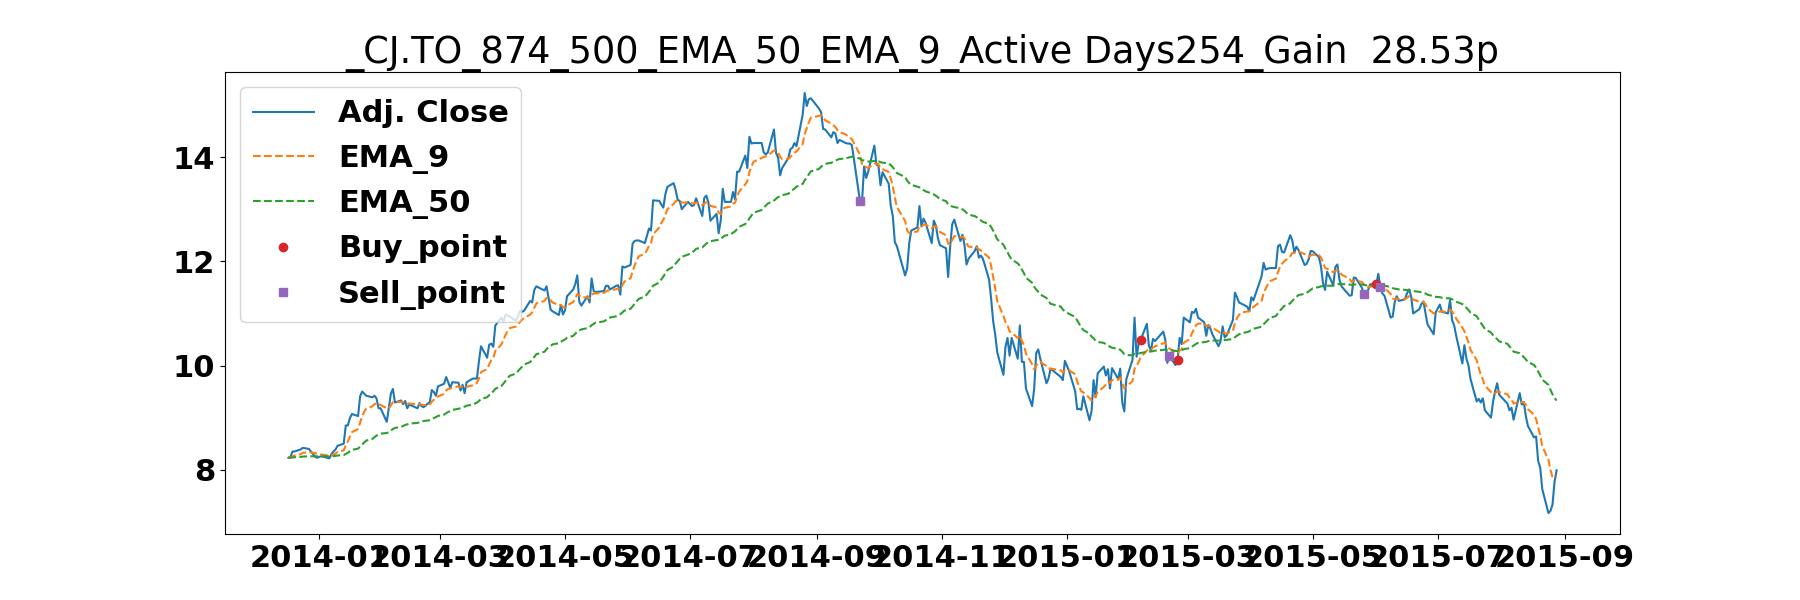 _CJ.TO_874_500_EMA_50_EMA_9_Active Days254_Gain  28.53p
Adj. Close
EMA_9
EMA_50
Buy_point
Sell_point
14
12
10
8
2014-01 2014-03 2014-05 2014-07 2014-09 2014-11 2015-01 2015-03 2015-05 2015-07 2015-09